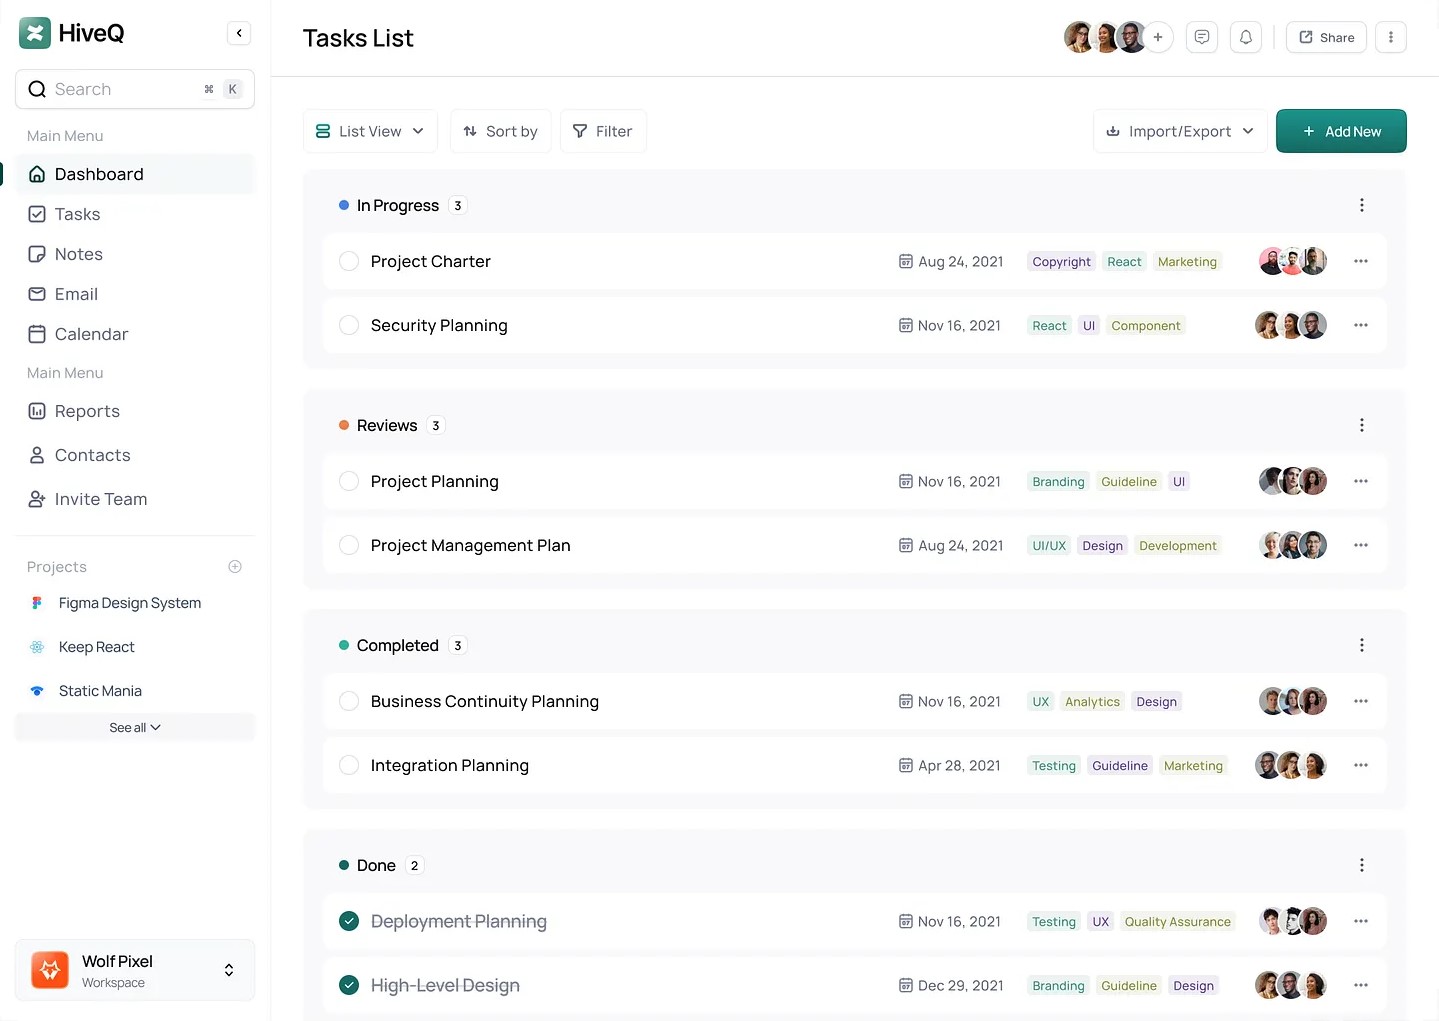 HiveQ
Search ⌘ K
Main Menu
Dashboard
Tasks
Notes
Email
Calendar
Main Menu
Reports
Contacts
Invite Team
Projects
Figma Design System
Keep React
Static Mania
See all
Wolf Pixel
Workspace
Tasks List
Share
List View
Sort by
Filter
Import/Export
Add New
In Progress 3
Project Charter Aug 24, 2021 Copyright React Marketing
Security Planning Nov 16, 2021 React UI Component
Reviews 3
Project Planning Nov 16, 2021 Branding Guideline UI
Project Management Plan Aug 24, 2021 UI/UX Design Development
Completed 3
Business Continuity Planning Nov 16, 2021 UX Analytics Design
Integration Planning Apr 28, 2021 Testing Guideline Marketing
Done 2
Deployment Planning Nov 16, 2021 Testing UX Quality Assurance
High-Level Design Dec 29, 2021 Branding Guideline Design